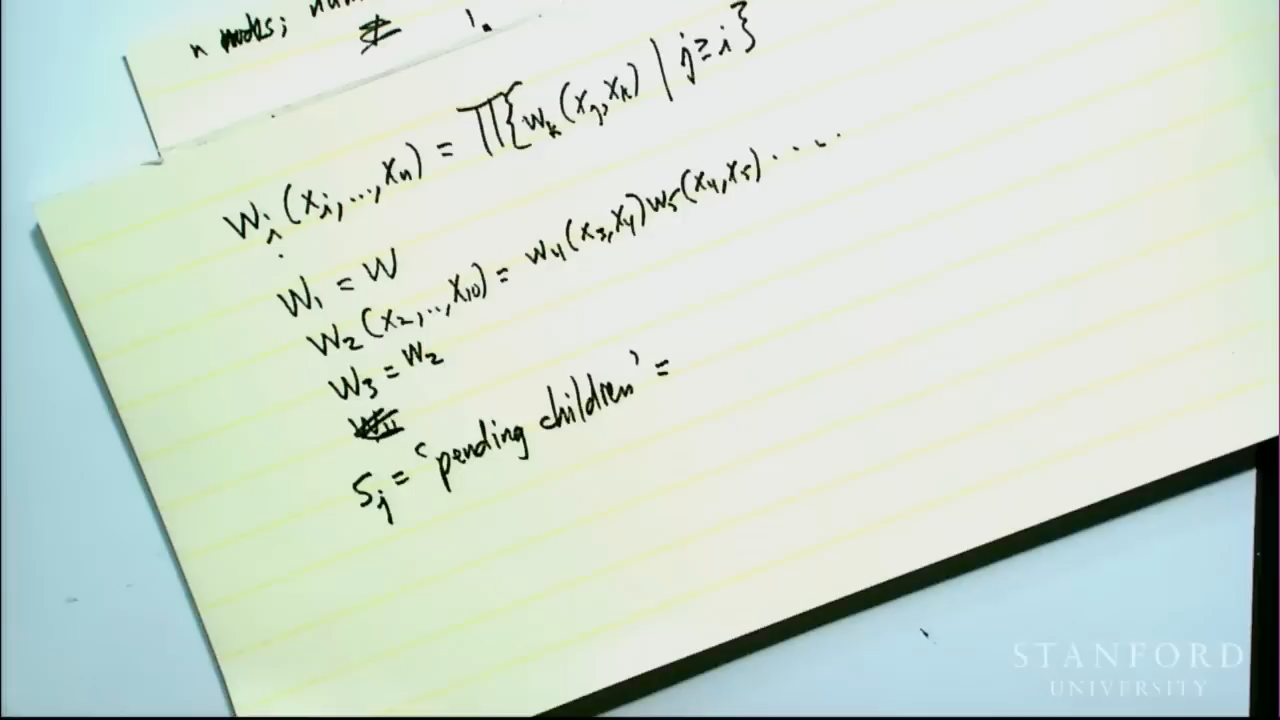 n nodes;
W_i (x_i, ..., x_n) = ∏{w_k(x_j, x_k) | j ≥ i}
W_1 = W
W_2 (x_2, .., x_10) = w_4(x_3, x_4) w_5(x_4, x_5) ....
W_3 = W_2
S_j = 'pending children' =
STANFORD
UNIVERSITY